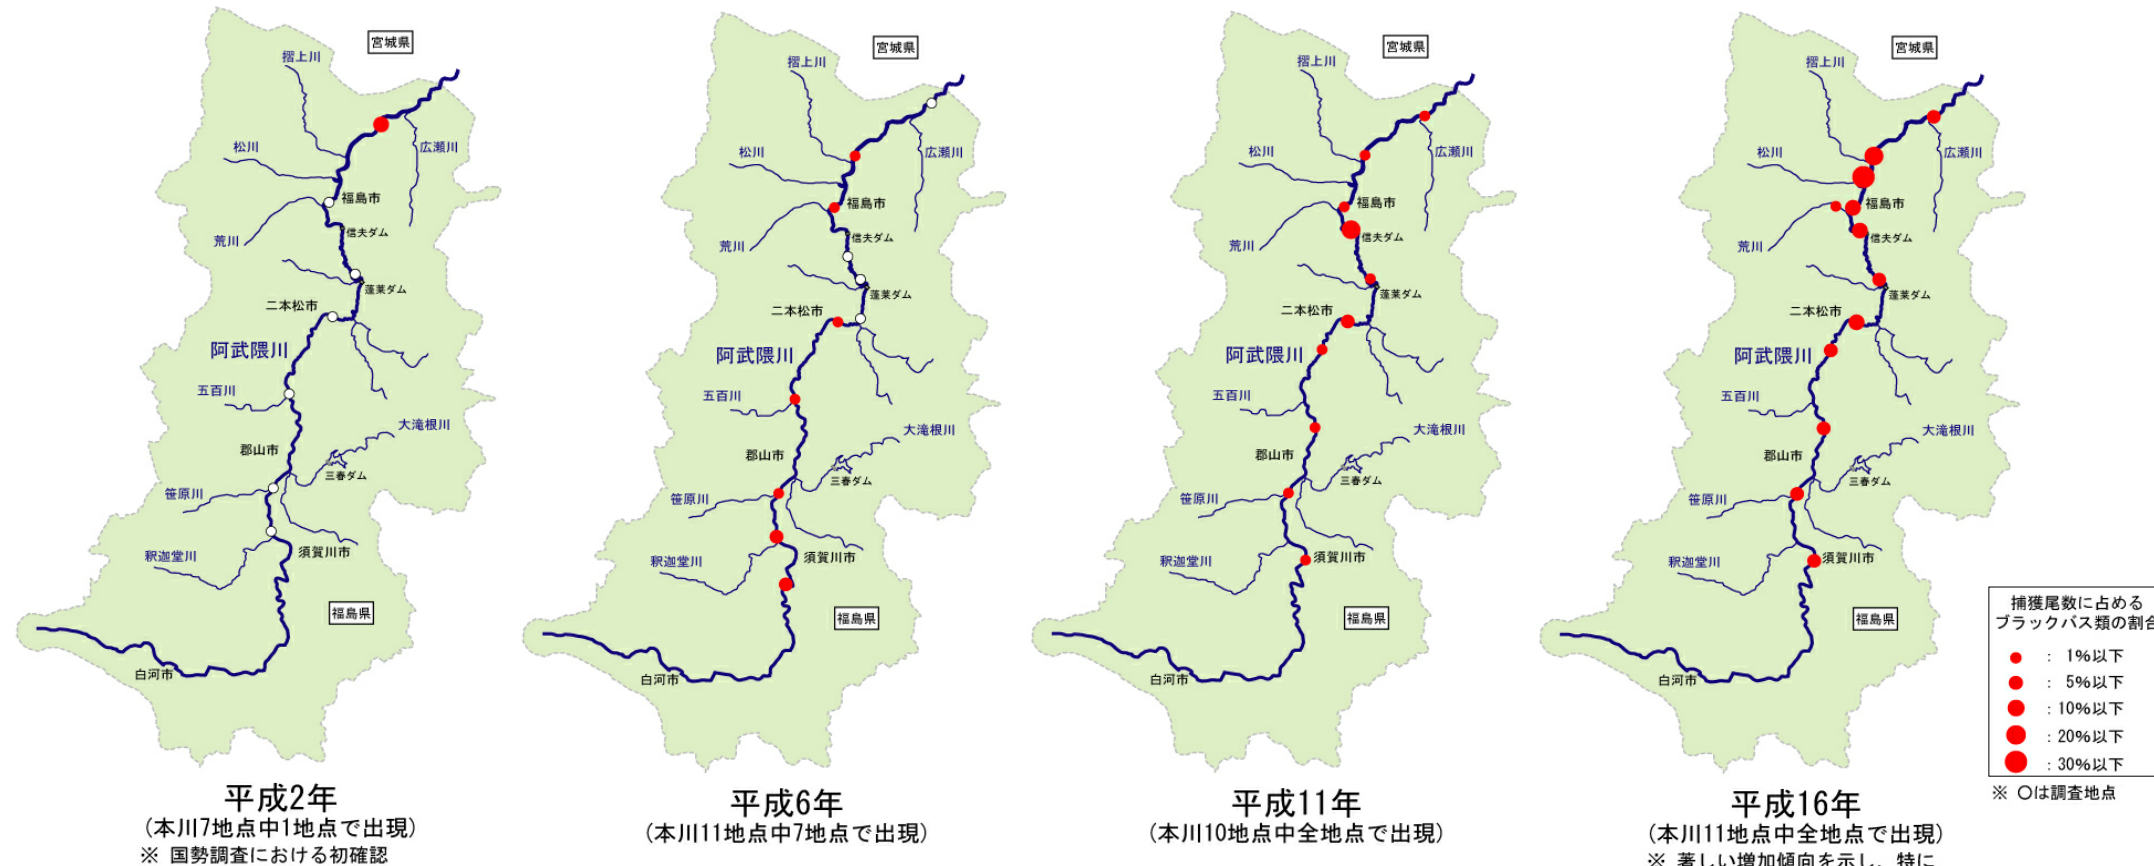 宮城県
摺上川
松川
広瀬川
福島市
荒川
信夫ダム
蓬莱ダム
二本松市
阿武隈川
五百川
大滝根川
郡山市
三春ダム
笹原川
釈迦堂川
須賀川市
福島県
白河市
平成2年
(本川7地点中1地点で出現)
※ 国勢調査における初確認
宮城県
摺上川
松川
広瀬川
福島市
荒川
信夫ダム
蓬莱ダム
二本松市
阿武隈川
五百川
大滝根川
郡山市
三春ダム
笹原川
釈迦堂川
須賀川市
福島県
白河市
平成6年
(本川11地点中7地点で出現)
宮城県
摺上川
松川
広瀬川
福島市
荒川
信夫ダム
蓬莱ダム
二本松市
阿武隈川
五百川
大滝根川
郡山市
三春ダム
笹原川
釈迦堂川
須賀川市
福島県
白河市
平成11年
(本川10地点中全地点で出現)
宮城県
摺上川
松川
広瀬川
福島市
荒川
信夫ダム
蓬莱ダム
二本松市
阿武隈川
五百川
大滝根川
郡山市
三春ダム
笹原川
釈迦堂川
須賀川市
福島県
白河市
平成16年
(本川11地点中全地点で出現)
※ 著しい増加傾向を示し、特に
捕獲尾数に占める
ブラックバス類の割合
: 1%以下
: 5%以下
: 10%以下
: 20%以下
: 30%以下
※ ○は調査地点